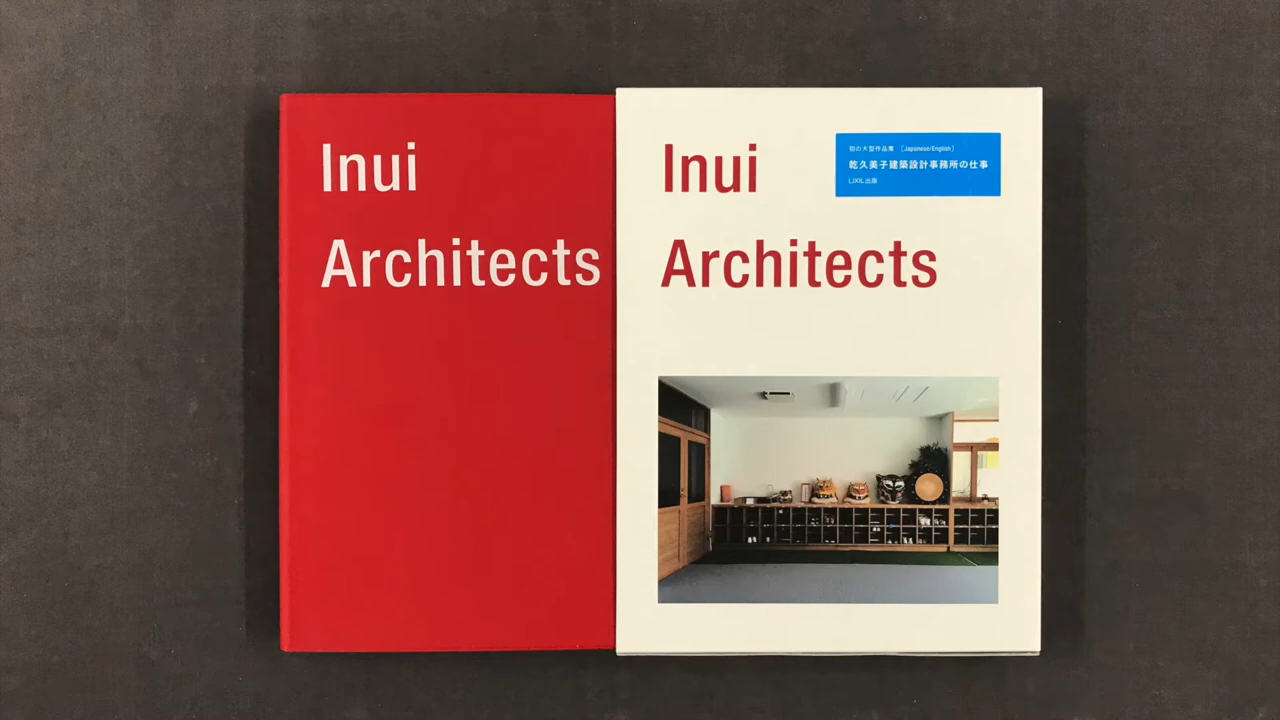 Inui
Architects
Inui
Architects
初の大型作品集 [Japanese/English]
乾久美子建築設計事務所の仕事
LIXIL出版